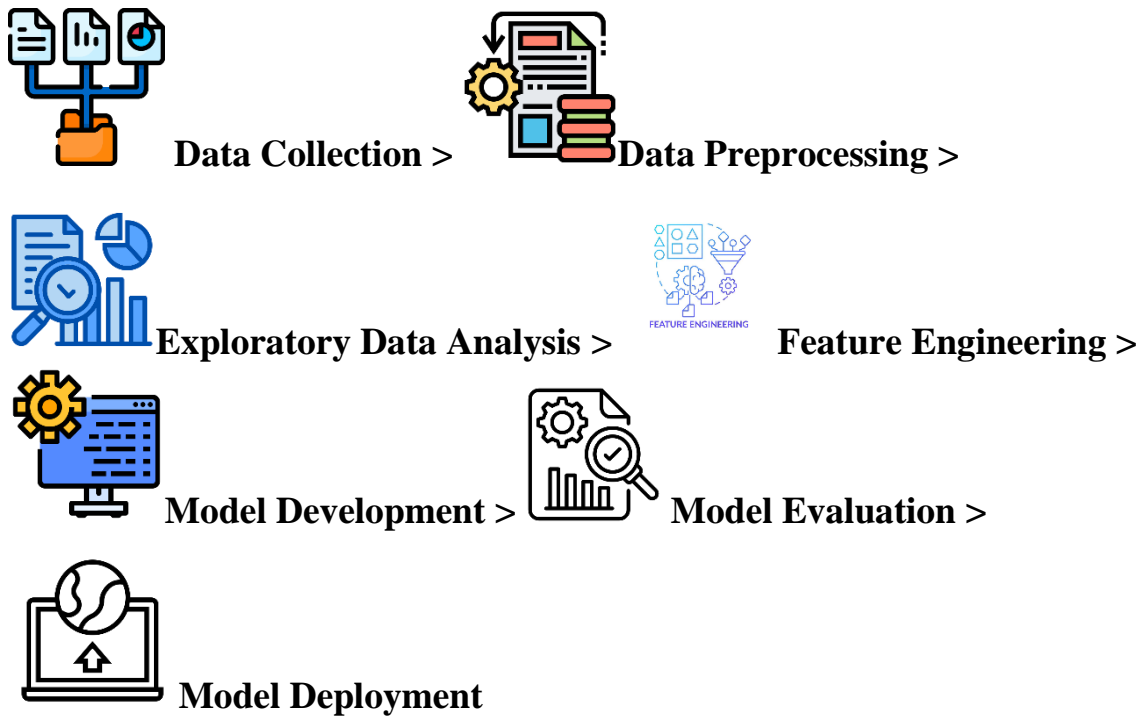 Data Collection > Data Preprocessing >
FEATURE ENGINEERING
Exploratory Data Analysis > Feature Engineering >
Model Development > Model Evaluation >
Model Deployment